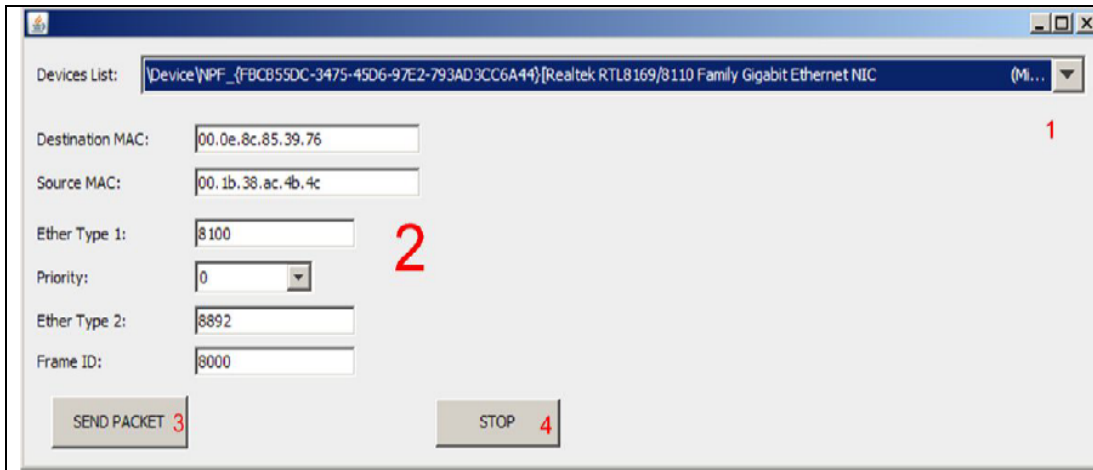 Devices List: \Device\NPF_{FBCB55DC-3475-45D6-97E2-793AD3CC6A44}[Realtek RTL8169/8110 Family Gigabit Ethernet NIC (Mi...
1
Destination MAC: 00.0e.8c.85.39.76
Source MAC: 00.1b.38.ac.4b.4c
Ether Type 1: 8100
2
Priority: 0
Ether Type 2: 8892
Frame ID: 8000
SEND PACKET 3 STOP 4